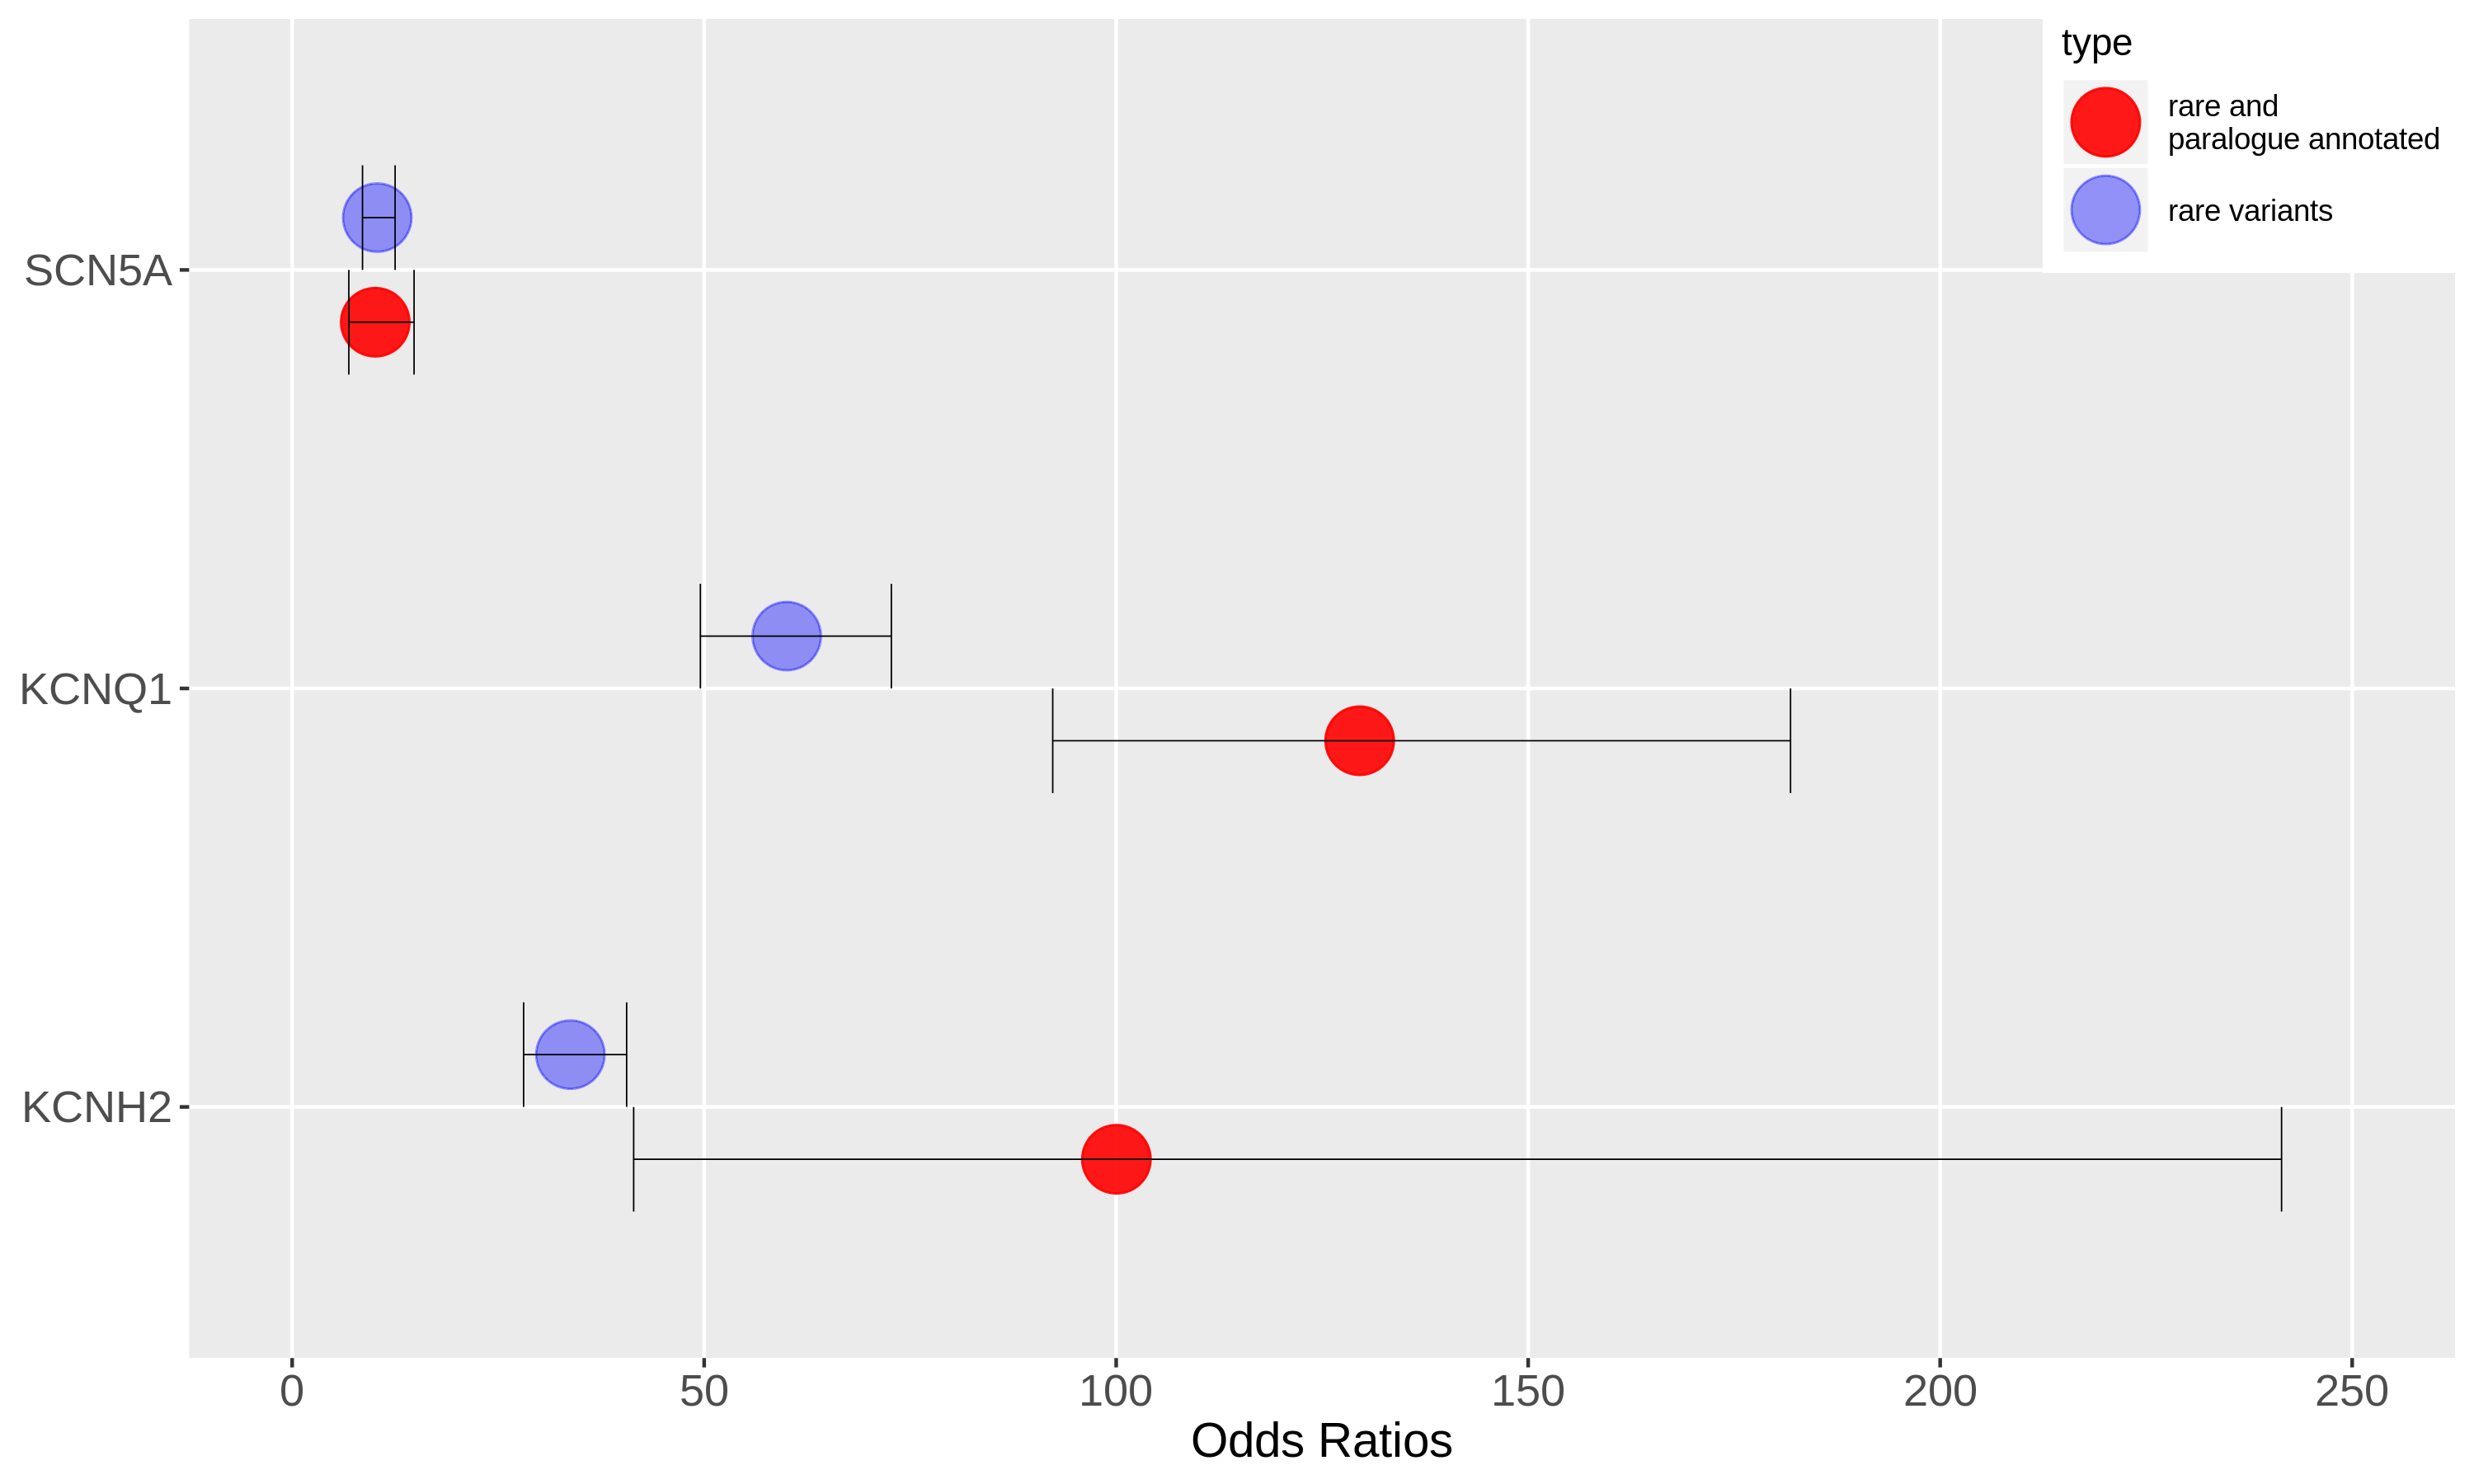 type
rare and
paralogue annotated
rare variants
SCN5A
KCNQ1
KCNH2
0 50 100 150 200 250
Odds Ratios